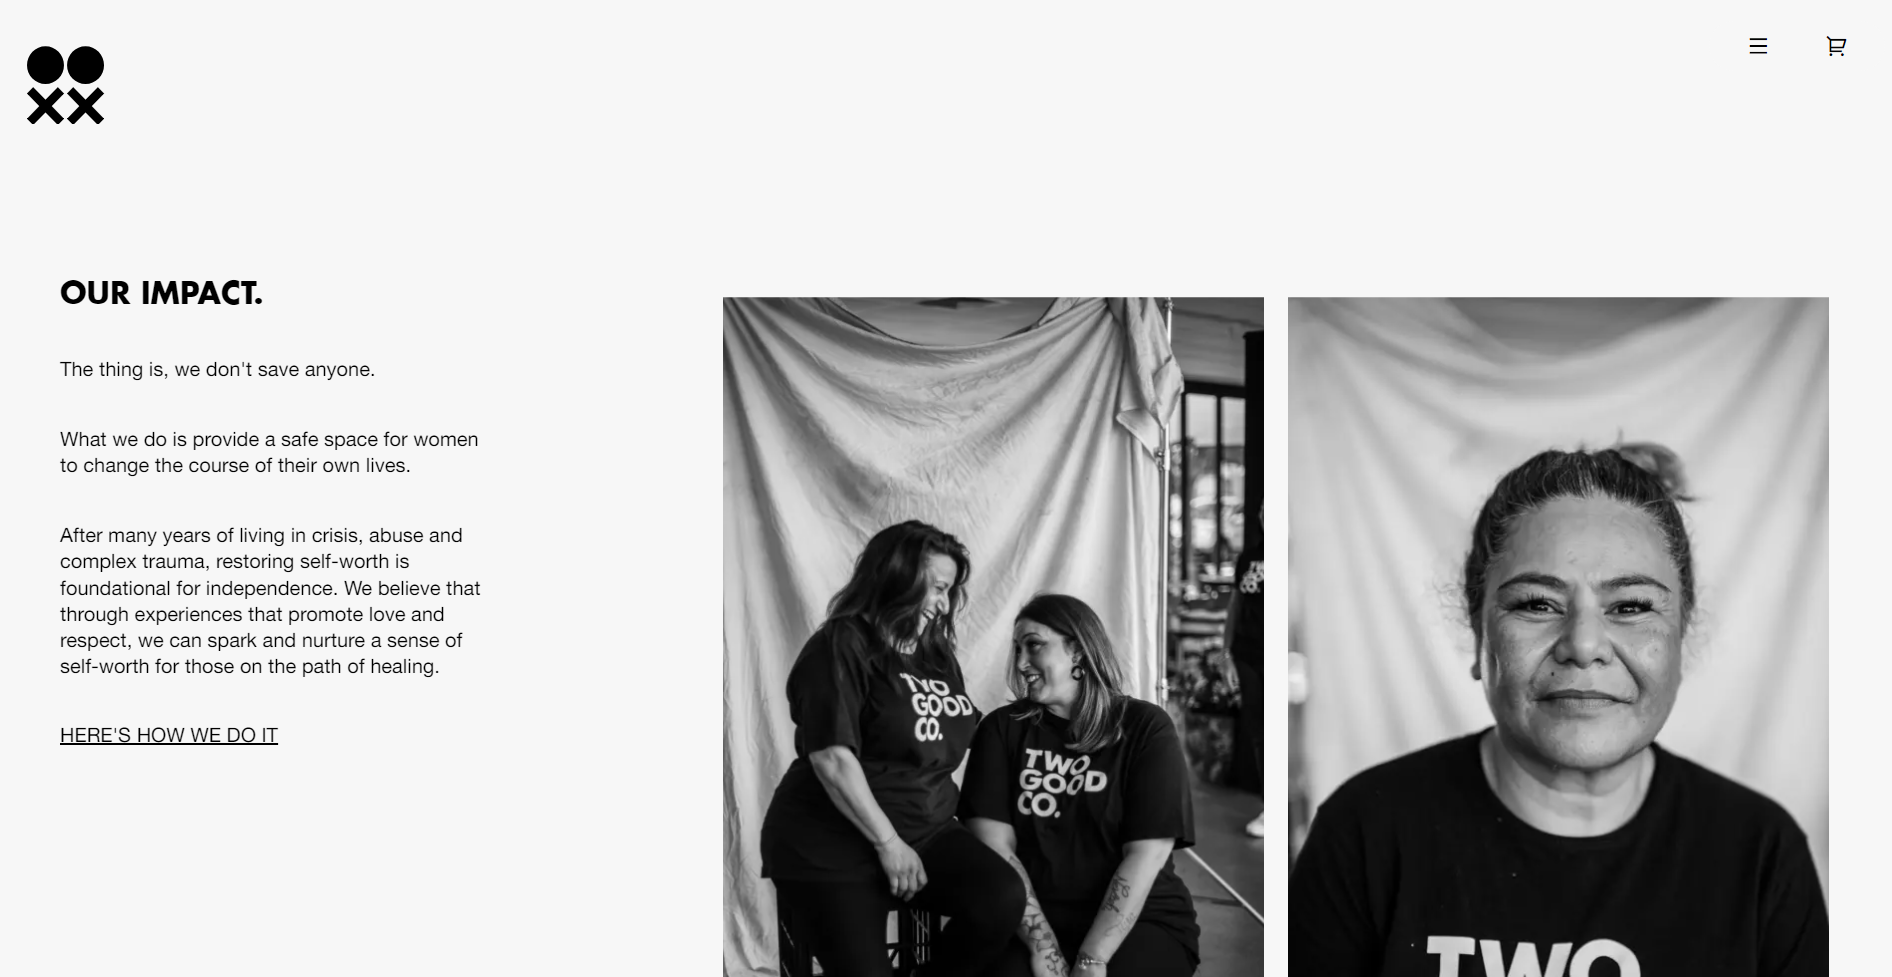 OUR IMPACT.
The thing is, we don't save anyone.
What we do is provide a safe space for women
to change the course of their own lives.
After many years of living in crisis, abuse and
complex trauma, restoring self-worth is
foundational for independence. We believe that
through experiences that promote love and
respect, we can spark and nurture a sense of
self-worth for those on the path of healing.
HERE'S HOW WE DO IT
TWO
GOOD
CO.
TWO
GOOD
CO.
TWO